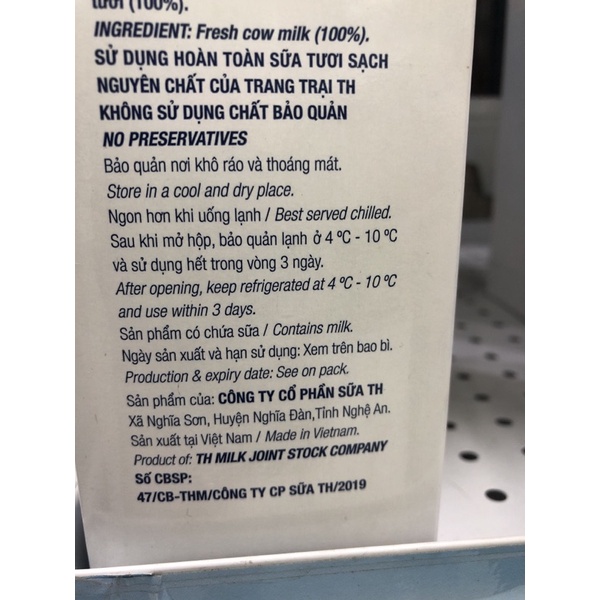 tươi (100%).
INGREDIENT: Fresh cow milk (100%).
SỬ DỤNG HOÀN TOÀN SỮA TƯƠI SẠCH
NGUYÊN CHẤT CỦA TRANG TRẠI TH
KHÔNG SỬ DỤNG CHẤT BẢO QUẢN
NO PRESERVATIVES
Bảo quản nơi khô ráo và thoáng mát.
Store in a cool and dry place.
Ngon hơn khi uống lạnh / Best served chilled.
Sau khi mở hộp, bảo quản lạnh ở 4 ºC - 10 ºC
và sử dụng hết trong vòng 3 ngày.
After opening, keep refrigerated at 4 ºC - 10 ºC
and use within 3 days.
Sản phẩm có chứa sữa / Contains milk.
Ngày sản xuất và hạn sử dụng: Xem trên bao bì.
Production & expiry date: See on pack.
Sản phẩm của: CÔNG TY CỔ PHẦN SỮA TH
Xã Nghĩa Sơn, Huyện Nghĩa Đàn,Tỉnh Nghệ An.
Sản xuất tại Việt Nam / Made in Vietnam.
Product of: TH MILK JOINT STOCK COMPANY
Số CBSP:
47/CB-THM/CÔNG TY CP SỮA TH/2019